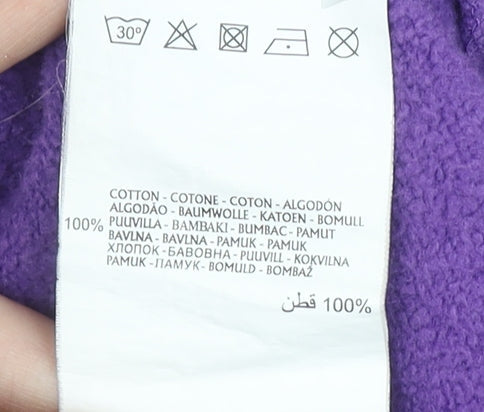 30°
COTTON - COTONE - COTON - ALGODÓN
ALGODÃO - BAUMWOLLE - KATOEN - BOMULL
100% PUUVILLA - BAMBAKI - BUMBAC - PAMUT
BAVLNA - BAVLNA - PAMUK - PAMUK
ХЛОПОК - БАВОВНА - PUUVILL - KOKVILNA
PAMUK - ПАМУК - BOMULD - BOMBAŽ
100% قطن